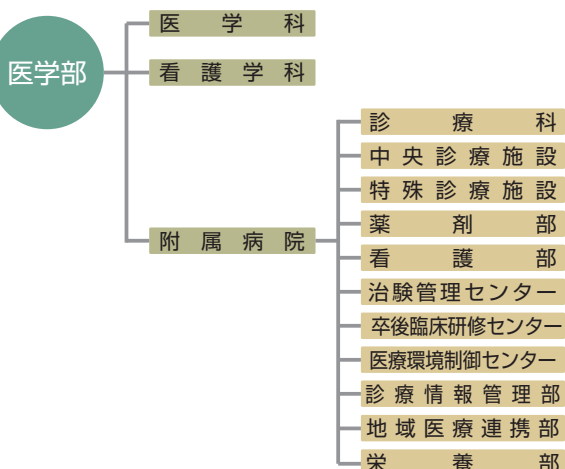 医学部
医学科
看護学科
附属病院
診療科
中央診療施設
特殊診療施設
薬剤部
看護部
治験管理センター
卒後臨床研修センター
医療環境制御センター
診療情報管理部
地域医療連携部
栄養部